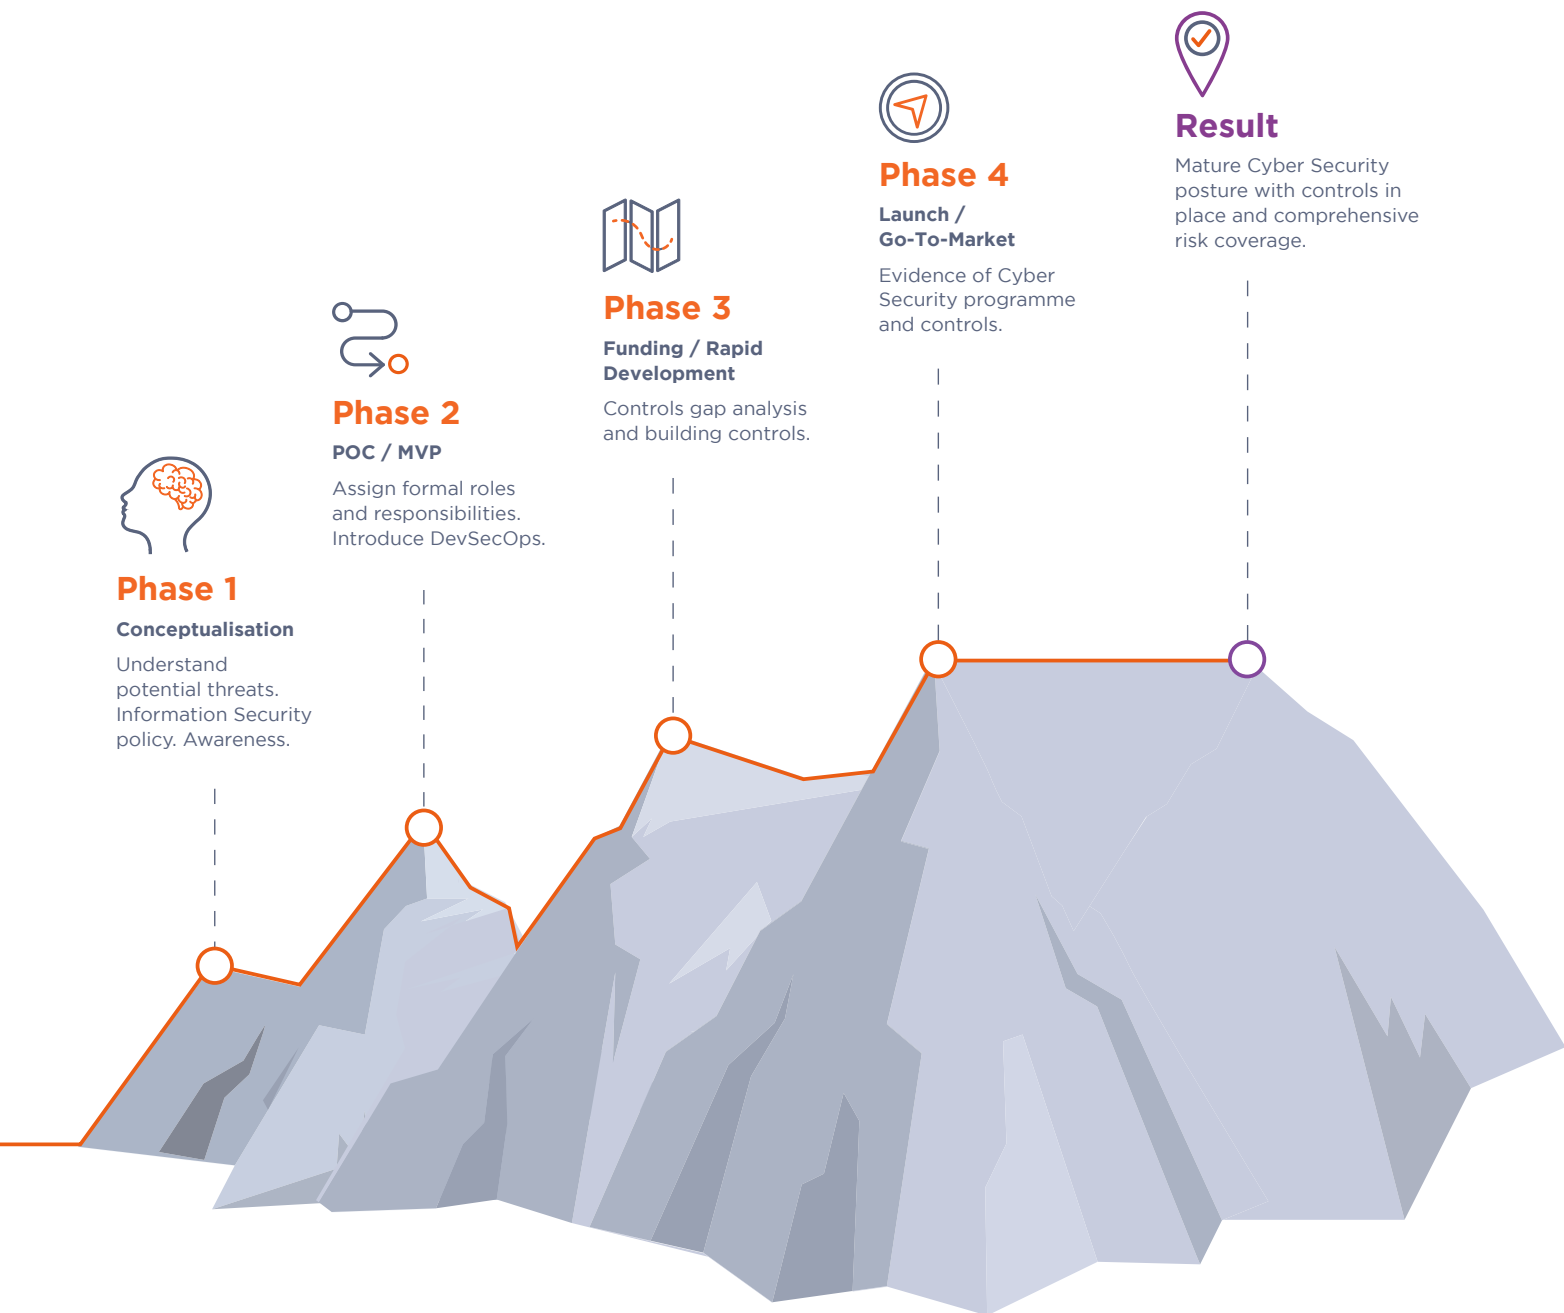 Phase 1
Conceptualisation
Understand
potential threats.
Information Security
policy. Awareness.
Phase 2
POC / MVP
Assign formal roles
and responsibilities.
Introduce DevSecOps.
Phase 3
Funding / Rapid
Development
Controls gap analysis
and building controls.
Phase 4
Launch /
Go-To-Market
Evidence of Cyber
Security programme
and controls.
Result
Mature Cyber Security
posture with controls in
place and comprehensive
risk coverage.